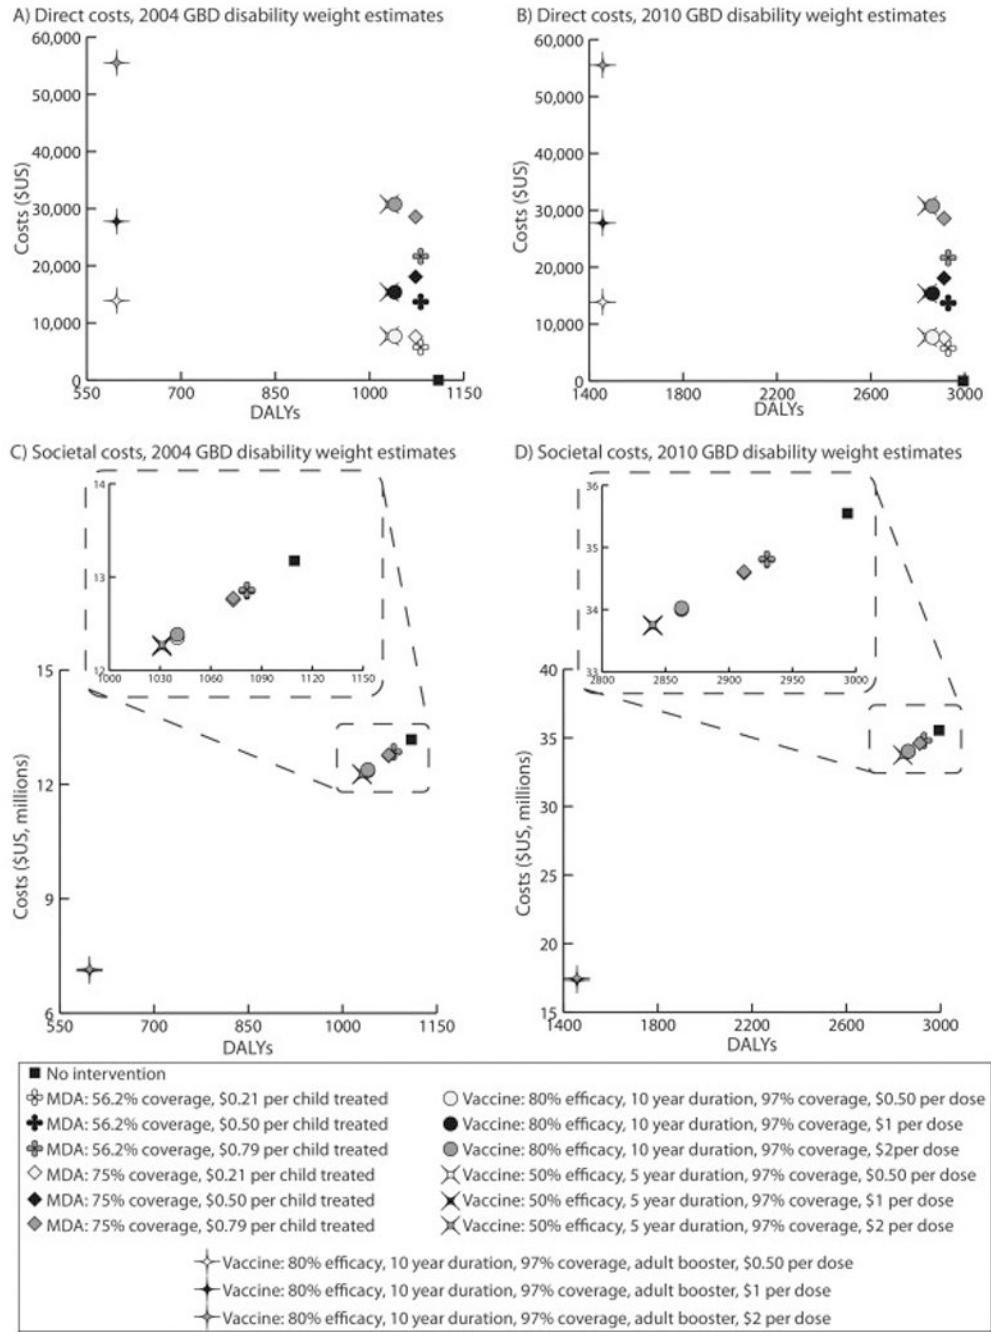 A) Direct costs, 2004 GBD disability weight estimates
60,000
50,000
40,000
30,000
20,000
10,000
0
Costs ($US)
550 700 850 1000 1150
DALYs
B) Direct costs, 2010 GBD disability weight estimates
60,000
50,000
40,000
30,000
20,000
10,000
0
Costs ($US)
1400 1800 2200 2600 3000
DALYs
C) Societal costs, 2004 GBD disability weight estimates
14
13
12
1000 1030 1060 1090 1120 1150
15
12
9
6
Costs ($US, millions)
550 700 850 1000 1150
DALYs
D) Societal costs, 2010 GBD disability weight estimates
36
35
34
33
2800 2850 2900 2950 3000
40
35
30
25
20
15
Costs ($US, millions)
1400 1800 2200 2600 3000
DALYs
No intervention
MDA: 56.2% coverage, $0.21 per child treated
MDA: 56.2% coverage, $0.50 per child treated
MDA: 56.2% coverage, $0.79 per child treated
MDA: 75% coverage, $0.21 per child treated
MDA: 75% coverage, $0.50 per child treated
MDA: 75% coverage, $0.79 per child treated
Vaccine: 80% efficacy, 10 year duration, 97% coverage, $0.50 per dose
Vaccine: 80% efficacy, 10 year duration, 97% coverage, $1 per dose
Vaccine: 80% efficacy, 10 year duration, 97% coverage, $2per dose
Vaccine: 50% efficacy, 5 year duration, 97% coverage, $0.50 per dose
Vaccine: 50% efficacy, 5 year duration, 97% coverage, $1 per dose
Vaccine: 50% efficacy, 5 year duration, 97% coverage, $2 per dose
Vaccine: 80% efficacy, 10 year duration, 97% coverage, adult booster, $0.50 per dose
Vaccine: 80% efficacy, 10 year duration, 97% coverage, adult booster, $1 per dose
Vaccine: 80% efficacy, 10 year duration, 97% coverage, adult booster, $2 per dose